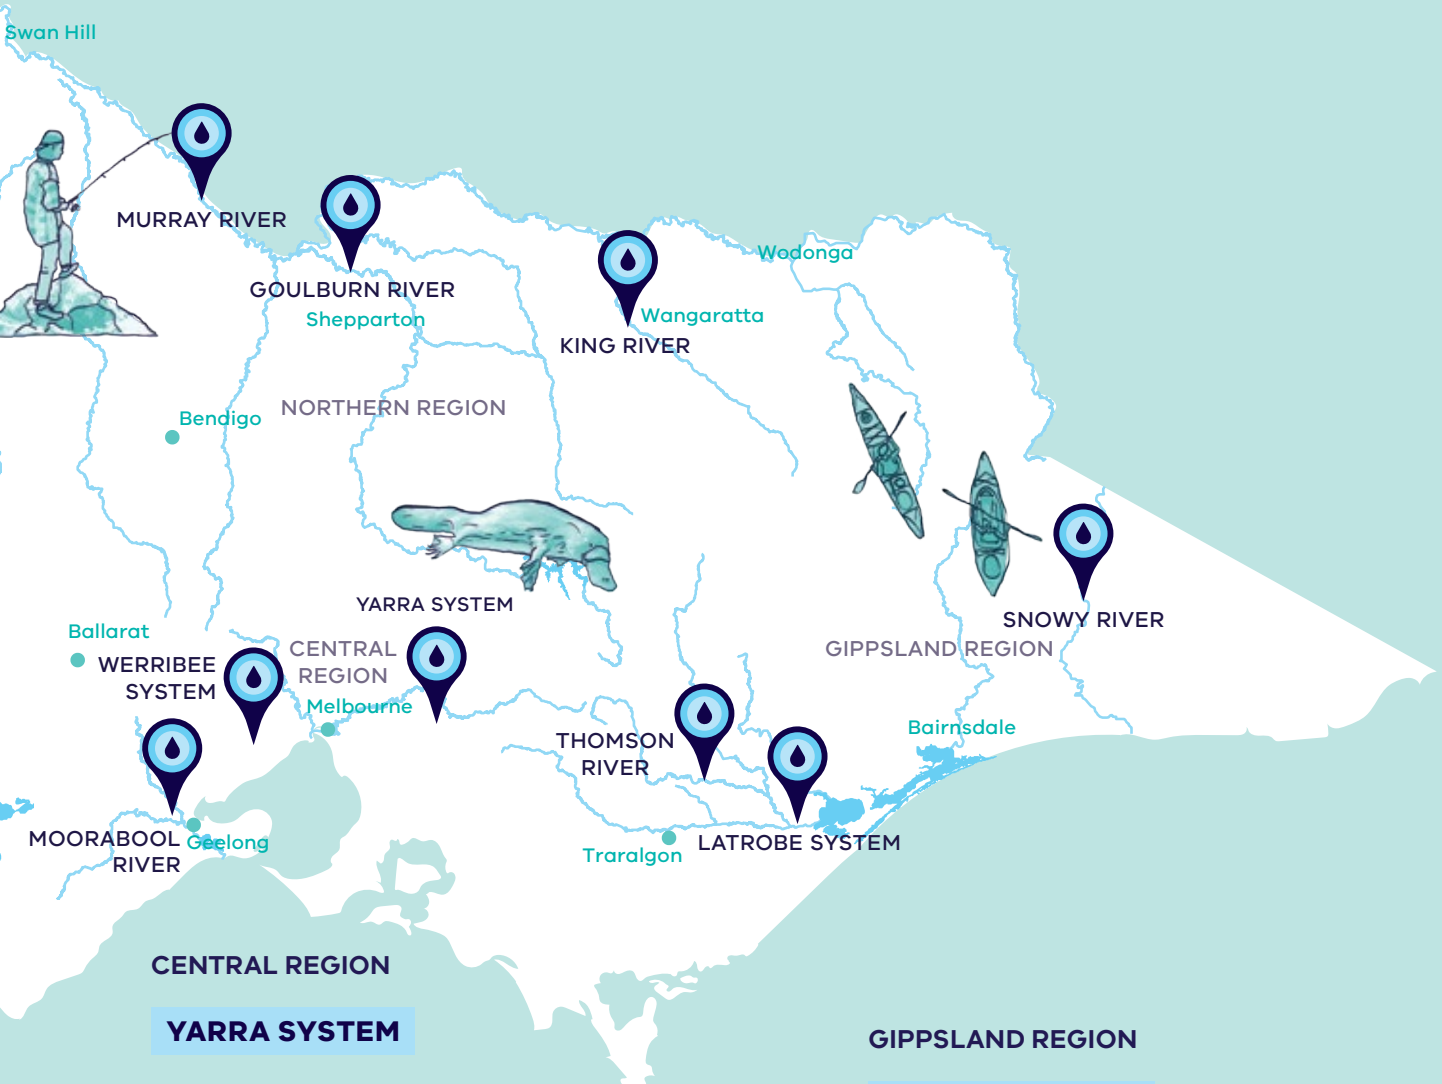 Swan Hill
MURRAY RIVER
Wodonga
GOULBURN RIVER
Shepparton
Wangaratta
KING RIVER
NORTHERN REGION
Bendigo
YARRA SYSTEM
SNOWY RIVER
Ballarat
CENTRAL
REGION
GIPPSLAND REGION
WERRIBEE
SYSTEM
Melbourne
Bairnsdale
THOMSON
RIVER
MOORABOOL
RIVER
Geelong
LATROBE SYSTEM
Traralgon
CENTRAL REGION
YARRA SYSTEM
GIPPSLAND REGION